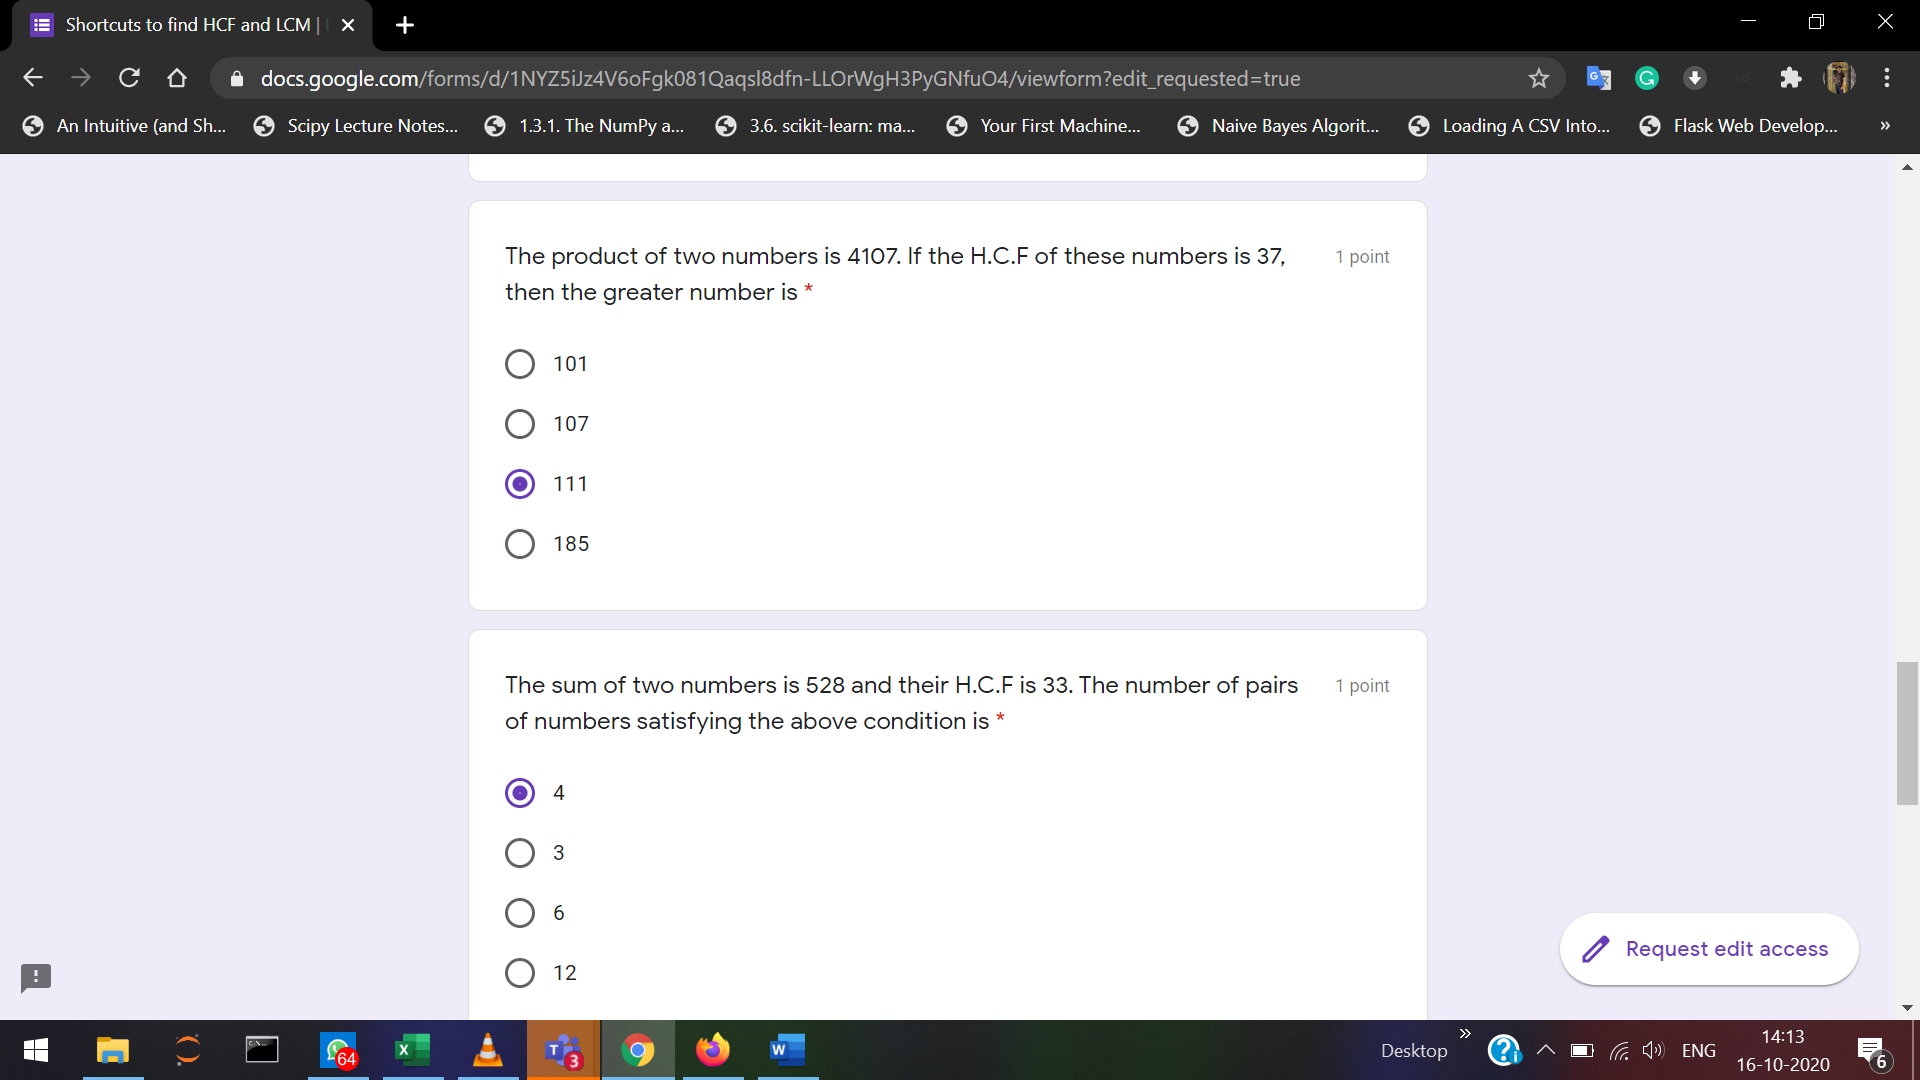 Shortcuts to find HCF and LCM |
docs.google.com/forms/d/1NYZ5iJz4V6oFgk081Qaqsl8dfn-LLOrWgH3PyGNfuO4/viewform?edit_requested=true
An Intuitive (and Sh... Scipy Lecture Notes... 1.3.1. The NumPy a... 3.6. scikit-learn: ma... Your First Machine... Naive Bayes Algorit... Loading A CSV Into... Flask Web Develop... »
The product of two numbers is 4107. If the H.C.F of these numbers is 37, 1 point
then the greater number is *
101
107
111
185
The sum of two numbers is 528 and their H.C.F is 33. The number of pairs 1 point
of numbers satisfying the above condition is *
4
3
6
12
Request edit access
64
3
Desktop » ENG
14:13
16-10-2020
6